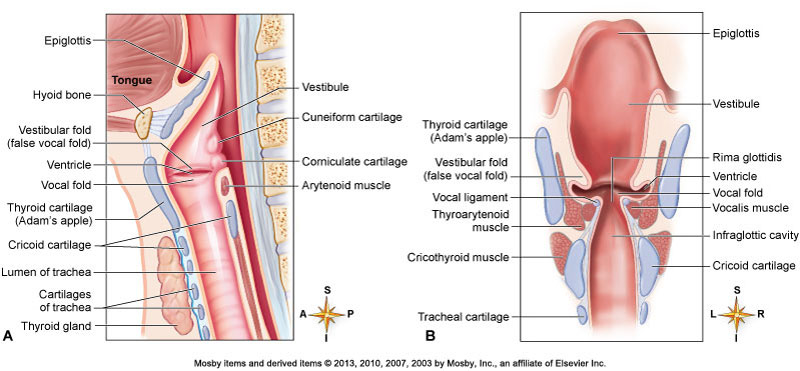 Epiglottis
Tongue
Hyoid bone
Vestibular fold
(false vocal fold)
Ventricle
Vocal fold
Thyroid cartilage
(Adam's apple)
Cricoid cartilage
Lumen of trachea
Cartilages
of trachea
Thyroid gland
A
Vestibule
Cuneiform cartilage
Corniculate cartilage
Arytenoid muscle
S
A P
I
B
Thyroid cartilage
(Adam's apple)
Vestibular fold
(false vocal fold)
Vocal ligament
Thyroarytenoid
muscle
Cricothyroid muscle
Tracheal cartilage
Epiglottis
Vestibule
Rima glottidis
Ventricle
Vocal fold
Vocalis muscle
Infraglottic cavity
Cricoid cartilage
S
L R
I
Mosby items and derived items © 2013, 2010, 2007, 2003 by Mosby, Inc., an affiliate of Elsevier Inc.